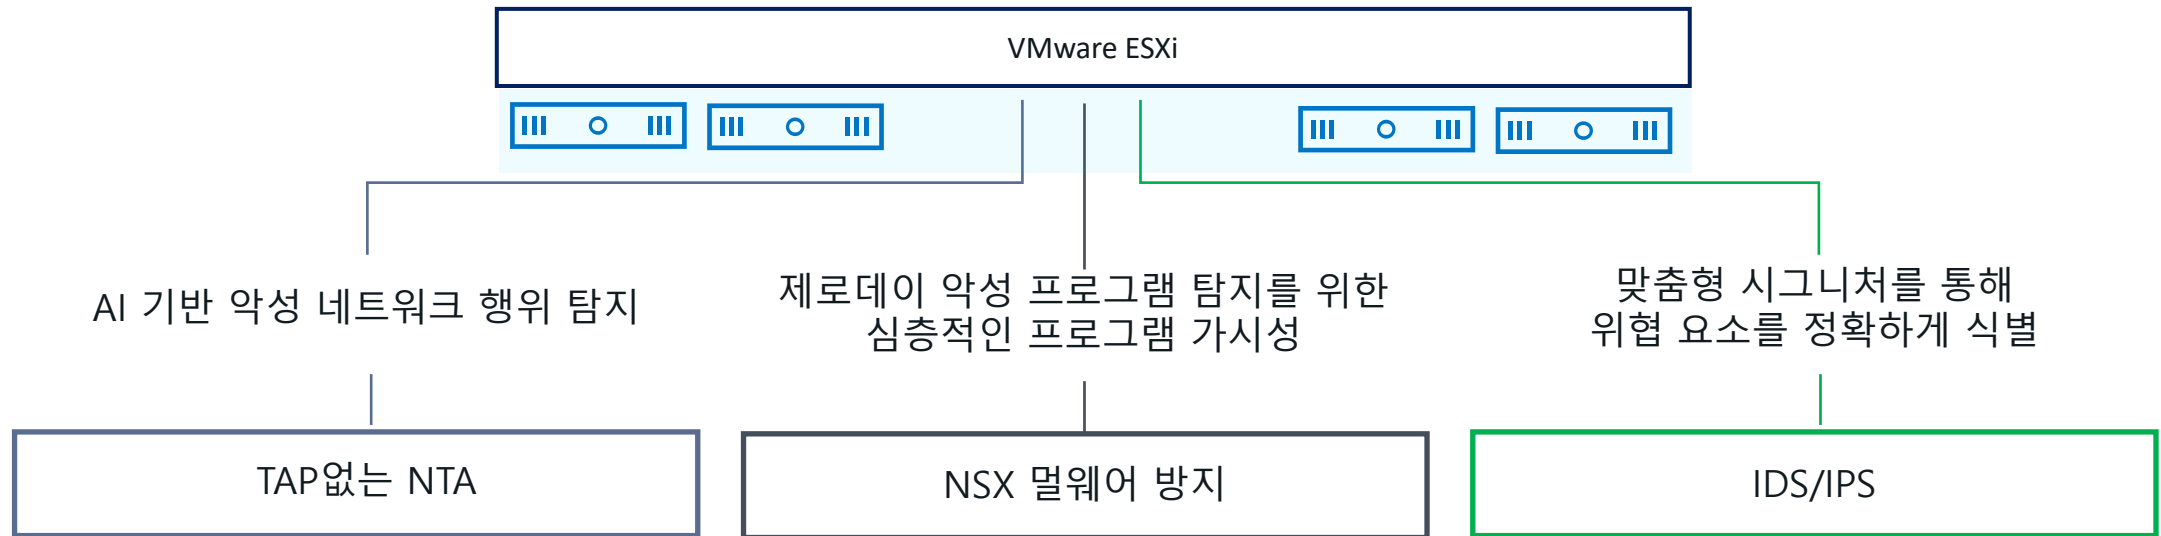 VMware ESXi
AI 기반 악성 네트워크 행위 탐지
제로데이 악성 프로그램 탐지를 위한
심층적인 프로그램 가시성
맞춤형 시그니처를 통해
위협 요소를 정확하게 식별
TAP없는 NTA
NSX 멀웨어 방지
IDS/IPS